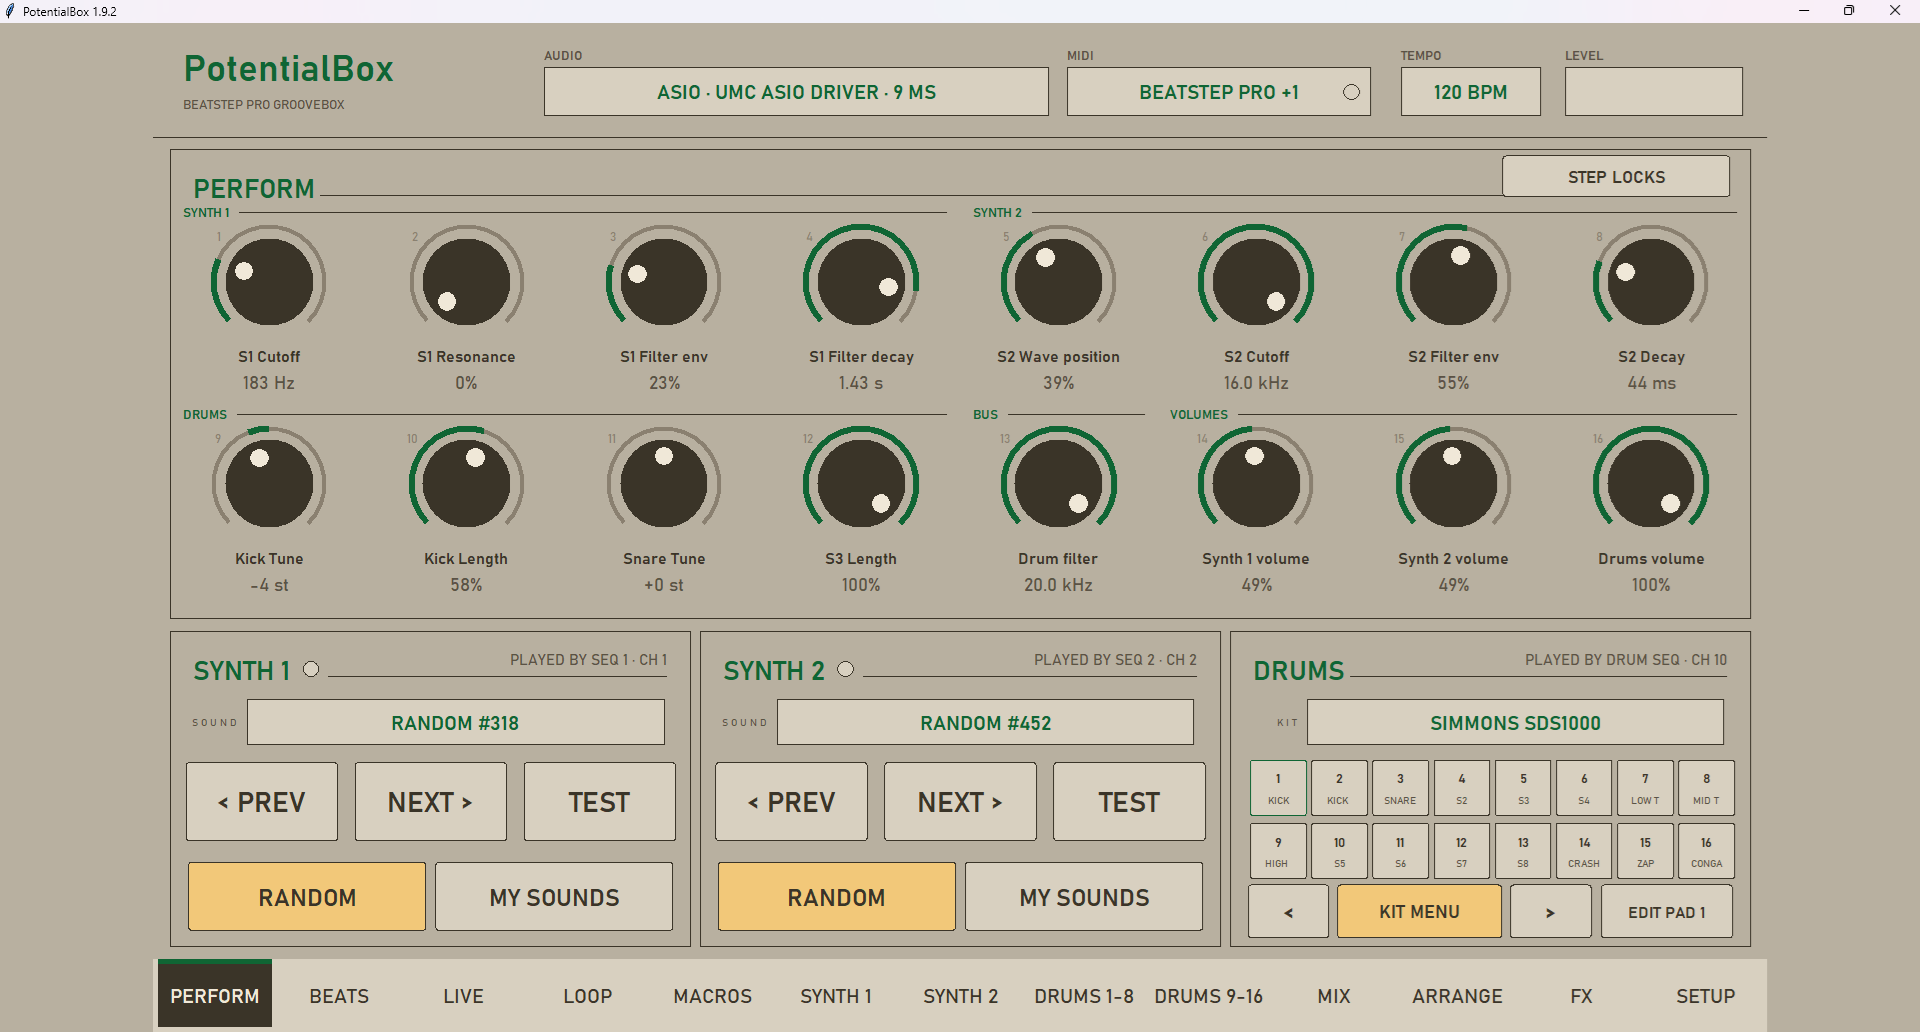 PotentialBox 1.9.2
PotentialBox
BEATSTEP PRO GROOVEBOX
AUDIO
ASIO · UMC ASIO DRIVER · 9 MS
MIDI
BEATSTEP PRO +1
TEMPO
120 BPM
LEVEL
PERFORM
STEP LOCKS
SYNTH 1
SYNTH 2
1 2 3 4 5 6 7 8
S1 Cutoff S1 Resonance S1 Filter env S1 Filter decay S2 Wave position S2 Cutoff S2 Filter env S2 Decay
183 Hz 0% 23% 1.43 s 39% 16.0 kHz 55% 44 ms
DRUMS BUS VOLUMES
9 10 11 12 13 14 15 16
Kick Tune Kick Length Snare Tune S3 Length Drum filter Synth 1 volume Synth 2 volume Drums volume
-4 st 58% +0 st 100% 20.0 kHz 49% 49% 100%
SYNTH 1
PLAYED BY SEQ 1 · CH 1
SOUND
RANDOM #318
< PREV NEXT > TEST
RANDOM MY SOUNDS
SYNTH 2
PLAYED BY SEQ 2 · CH 2
SOUND
RANDOM #452
< PREV NEXT > TEST
RANDOM MY SOUNDS
DRUMS
PLAYED BY DRUM SEQ · CH 10
KIT
SIMMONS SDS1000
1 2 3 4 5 6 7 8
KICK KICK SNARE S2 S3 S4 LOW T MID T
9 10 11 12 13 14 15 16
HIGH S5 S6 S7 S8 CRASH ZAP CONGA
< KIT MENU > EDIT PAD 1
PERFORM BEATS LIVE LOOP MACROS SYNTH 1 SYNTH 2 DRUMS 1-8 DRUMS 9-16 MIX ARRANGE FX SETUP